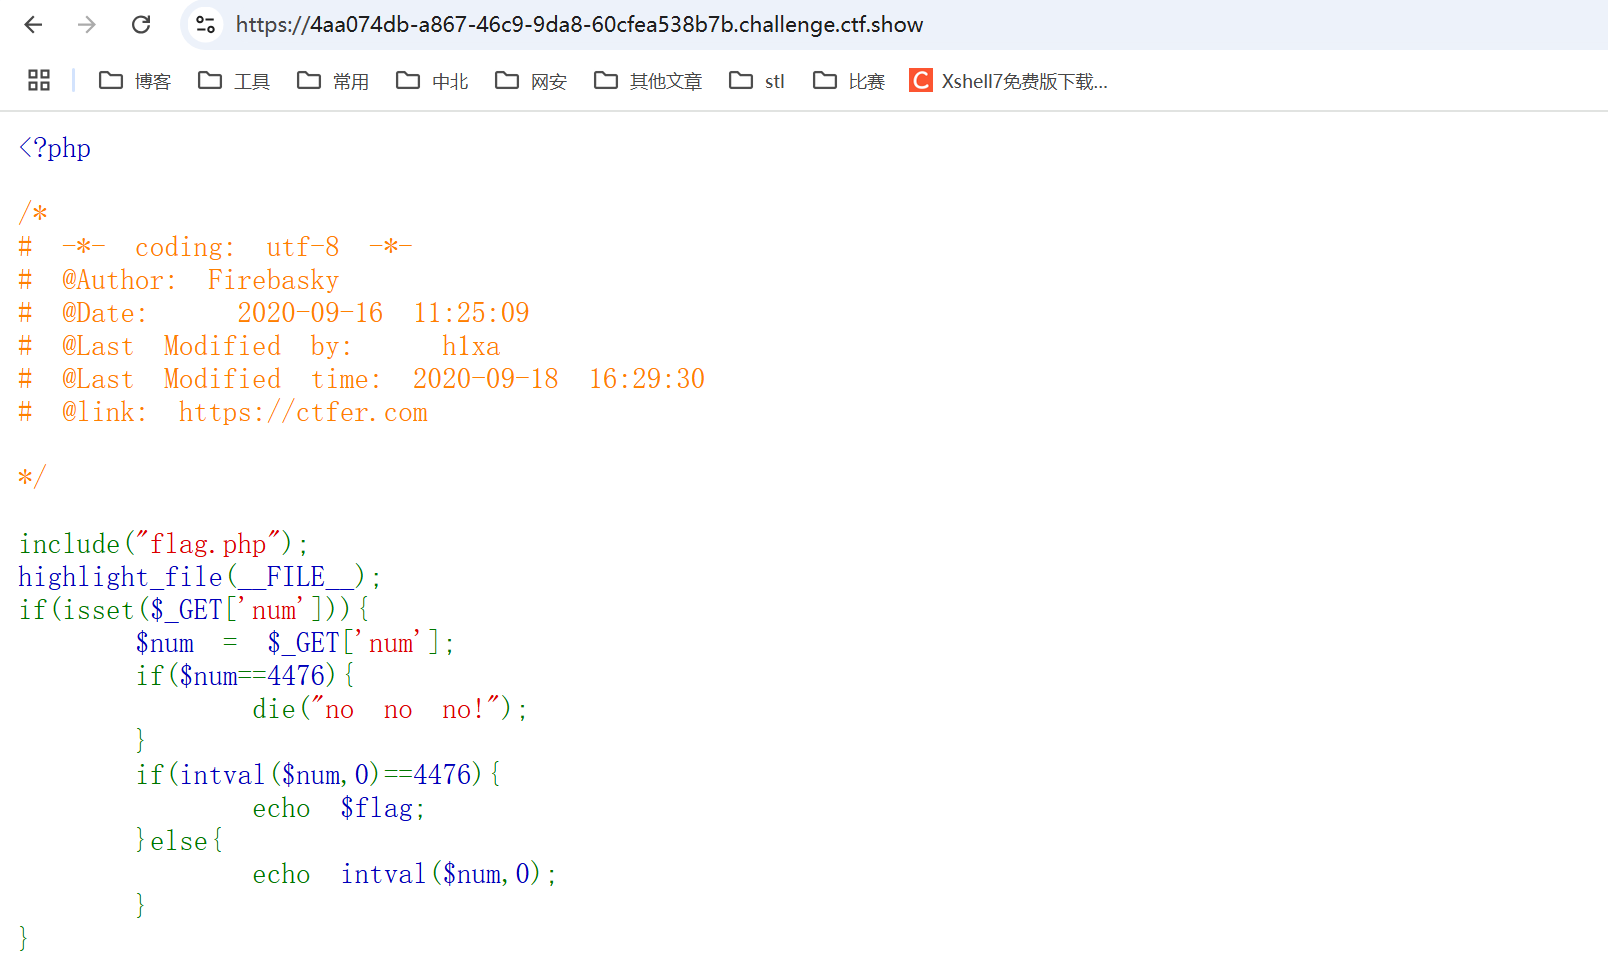 https://4aa074db-a867-46c9-9da8-60cfea538b7b.challenge.ctf.show
博客 工具 常用 中北 网安 其他文章 stl 比赛 Xshell7免费版下载...
<?php
/*
# -*- coding: utf-8 -*-
# @Author: Firebasky
# @Date: 2020-09-16 11:25:09
# @Last Modified by: h1xa
# @Last Modified time: 2020-09-18 16:29:30
# @link: https://ctfer.com
*/
include("flag.php");
highlight_file(__FILE__);
if(isset($_GET['num'])){
$num = $_GET['num'];
if($num==4476){
die("no no no!");
}
if(intval($num,0)==4476){
echo $flag;
}else{
echo intval($num,0);
}
}